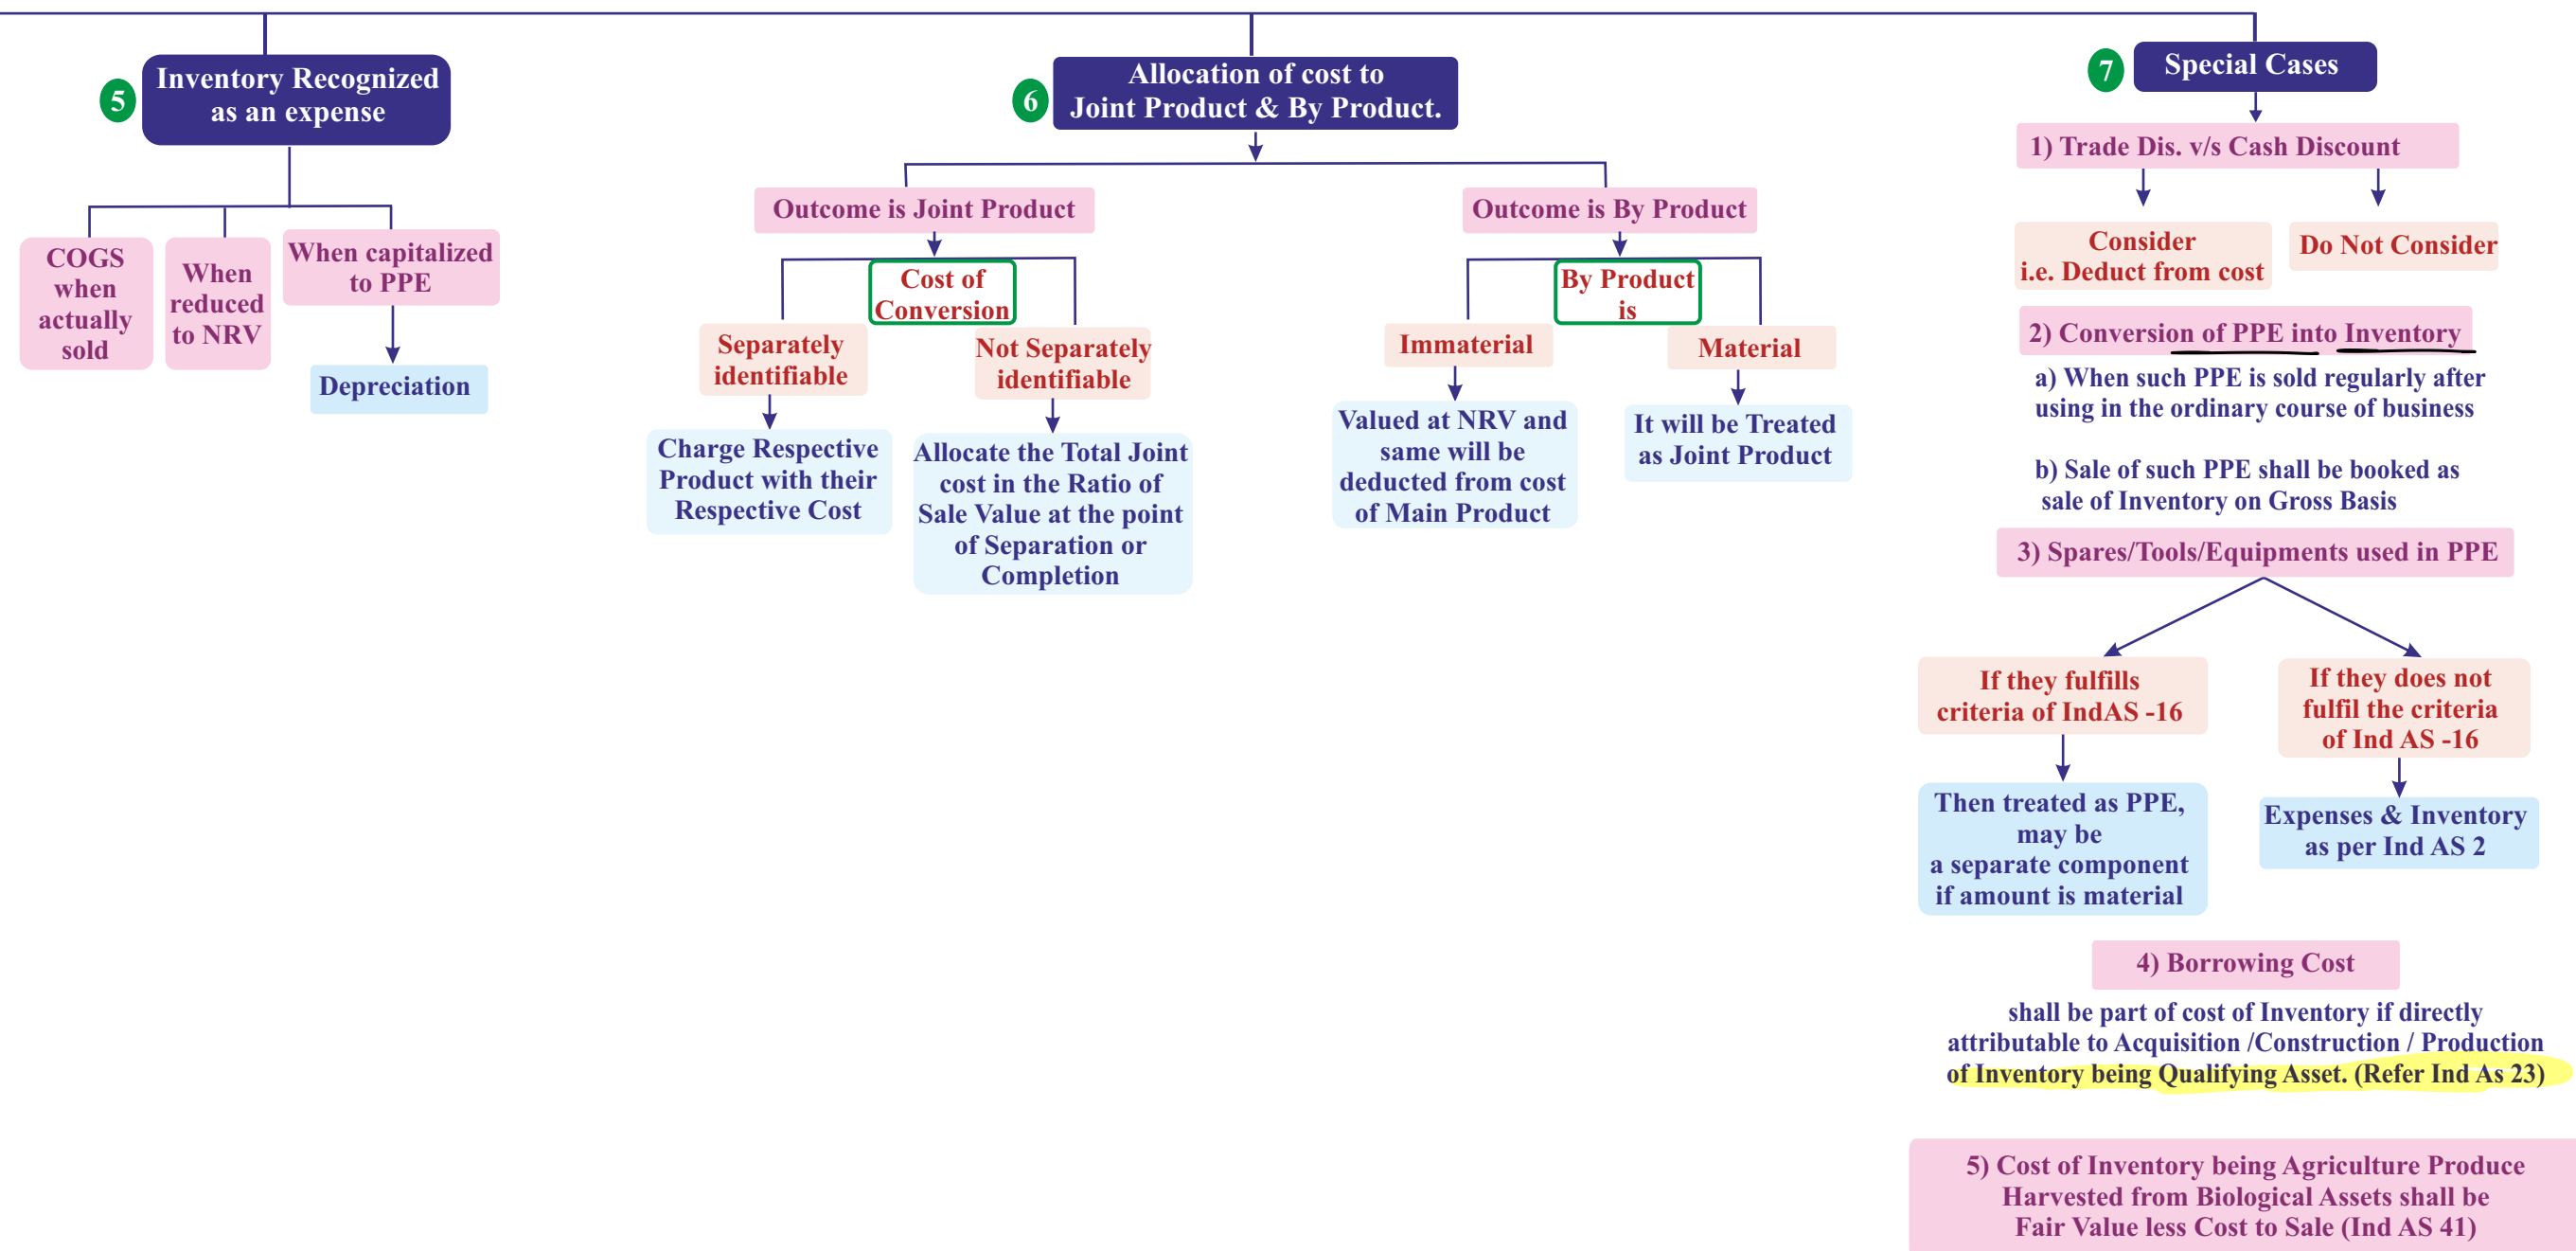 5
Inventory Recognized
as an expense
COGS
when
actually
sold
When
reduced
to NRV
When capitalized
to PPE
Depreciation
6
Allocation of cost to
Joint Product & By Product.
Outcome is Joint Product
Cost of
Conversion
Separately
identifiable
Charge Respective
Product with their
Respective Cost
Not Separately
identifiable
Allocate the Total Joint
cost in the Ratio of
Sale Value at the point
of Separation or
Completion
Outcome is By Product
By Product
is
Immaterial
Valued at NRV and
same will be
deducted from cost
of Main Product
Material
It will be Treated
as Joint Product
7
Special Cases
1) Trade Dis. v/s Cash Discount
Consider
i.e. Deduct from cost
Do Not Consider
2) Conversion of PPE into Inventory
a) When such PPE is sold regularly after
using in the ordinary course of business
b) Sale of such PPE shall be booked as
sale of Inventory on Gross Basis
3) Spares/Tools/Equipments used in PPE
If they fulfills
criteria of IndAS -16
Then treated as PPE,
may be
a separate component
if amount is material
If they does not
fulfil the criteria
of Ind AS -16
Expenses & Inventory
as per Ind AS 2
4) Borrowing Cost
shall be part of cost of Inventory if directly
attributable to Acquisition /Construction / Production
of Inventory being Qualifying Asset. (Refer Ind As 23)
5) Cost of Inventory being Agriculture Produce
Harvested from Biological Assets shall be
Fair Value less Cost to Sale (Ind AS 41)